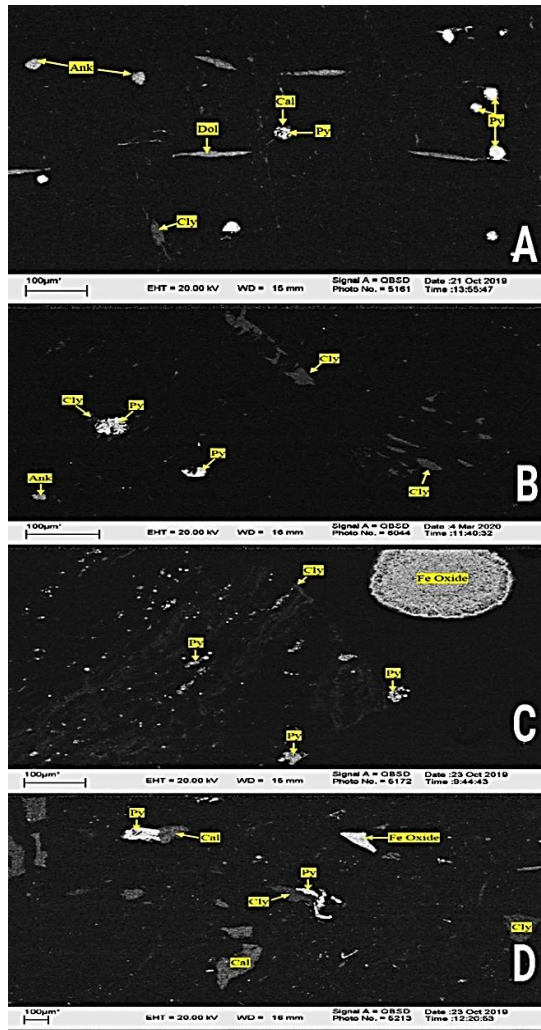 Ank
Cal
Dol
Py
Py
Cly
A
100µm*
EHT = 20.00 kV
WD = 15 mm
Signal A = QBSD
Photo No. = 5161
Date :21 Oct 2019
Time :13:55:47
Cly
Cly
Py
Py
Ank
Cly
B
100µm*
EHT = 20.00 kV
WD = 16 mm
Signal A = QBSD
Photo No. = 6044
Date :4 Mar 2020
Time :11:40:32
Cly
Fe Oxide
Py
Py
Py
C
100µm*
EHT = 20.00 kV
WD = 15 mm
Signal A = QBSD
Photo No. = 5172
Date :23 Oct 2019
Time :9:44:43
Py
Cal
Fe Oxide
Py
Cly
Cly
Cal
D
100µm*
EHT = 20.00 kV
WD = 16 mm
Signal A = QBSD
Photo No. = 5213
Date :23 Oct 2019
Time :12:20:53